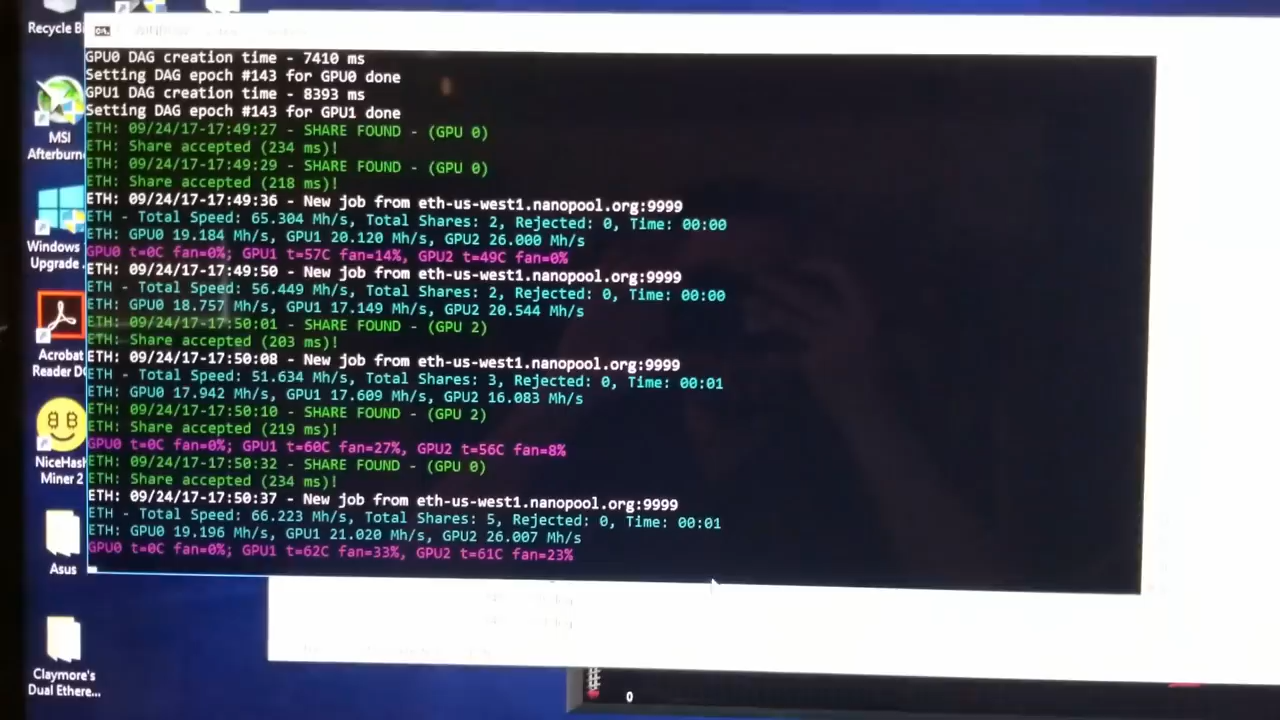 Recycle Bi
GPU0 DAG creation time - 7410 ms
Setting DAG epoch #143 for GPU0 done
GPU1 DAG creation time - 8393 ms
Setting DAG epoch #143 for GPU1 done
ETH: 09/24/17-17:49:27 - SHARE FOUND - (GPU 0)
ETH: Share accepted (234 ms)!
ETH: 09/24/17-17:49:29 - SHARE FOUND - (GPU 0)
ETH: Share accepted (218 ms)!
ETH: 09/24/17-17:49:36 - New job from eth-us-west1.nanopool.org:9999
ETH - Total Speed: 65.304 Mh/s, Total Shares: 2, Rejected: 0, Time: 00:00
ETH: GPU0 19.184 Mh/s, GPU1 20.120 Mh/s, GPU2 26.000 Mh/s
GPU0 t=0C fan=0%; GPU1 t=57C fan=14%, GPU2 t=49C fan=0%
ETH: 09/24/17-17:49:50 - New job from eth-us-west1.nanopool.org:9999
ETH - Total Speed: 56.449 Mh/s, Total Shares: 2, Rejected: 0, Time: 00:00
ETH: GPU0 18.757 Mh/s, GPU1 17.149 Mh/s, GPU2 20.544 Mh/s
ETH: 09/24/17-17:50:01 - SHARE FOUND - (GPU 2)
ETH: Share accepted (203 ms)!
ETH: 09/24/17-17:50:08 - New job from eth-us-west1.nanopool.org:9999
ETH - Total Speed: 51.634 Mh/s, Total Shares: 3, Rejected: 0, Time: 00:01
ETH: GPU0 17.942 Mh/s, GPU1 17.609 Mh/s, GPU2 16.083 Mh/s
ETH: 09/24/17-17:50:10 - SHARE FOUND - (GPU 2)
ETH: Share accepted (219 ms)!
GPU0 t=0C fan=0%; GPU1 t=60C fan=27%, GPU2 t=56C fan=8%
ETH: 09/24/17-17:50:32 - SHARE FOUND - (GPU 0)
ETH: Share accepted (234 ms)!
ETH: 09/24/17-17:50:37 - New job from eth-us-west1.nanopool.org:9999
ETH - Total Speed: 66.223 Mh/s, Total Shares: 5, Rejected: 0, Time: 00:01
ETH: GPU0 19.196 Mh/s, GPU1 21.020 Mh/s, GPU2 26.007 Mh/s
GPU0 t=0C fan=0%; GPU1 t=62C fan=33%, GPU2 t=61C fan=23%
MSI
Afterburn
Windows
Upgrade
Acrobat
Reader D
NiceHas
Miner 2
Asus
Claymore's
Dual Ethere...
0